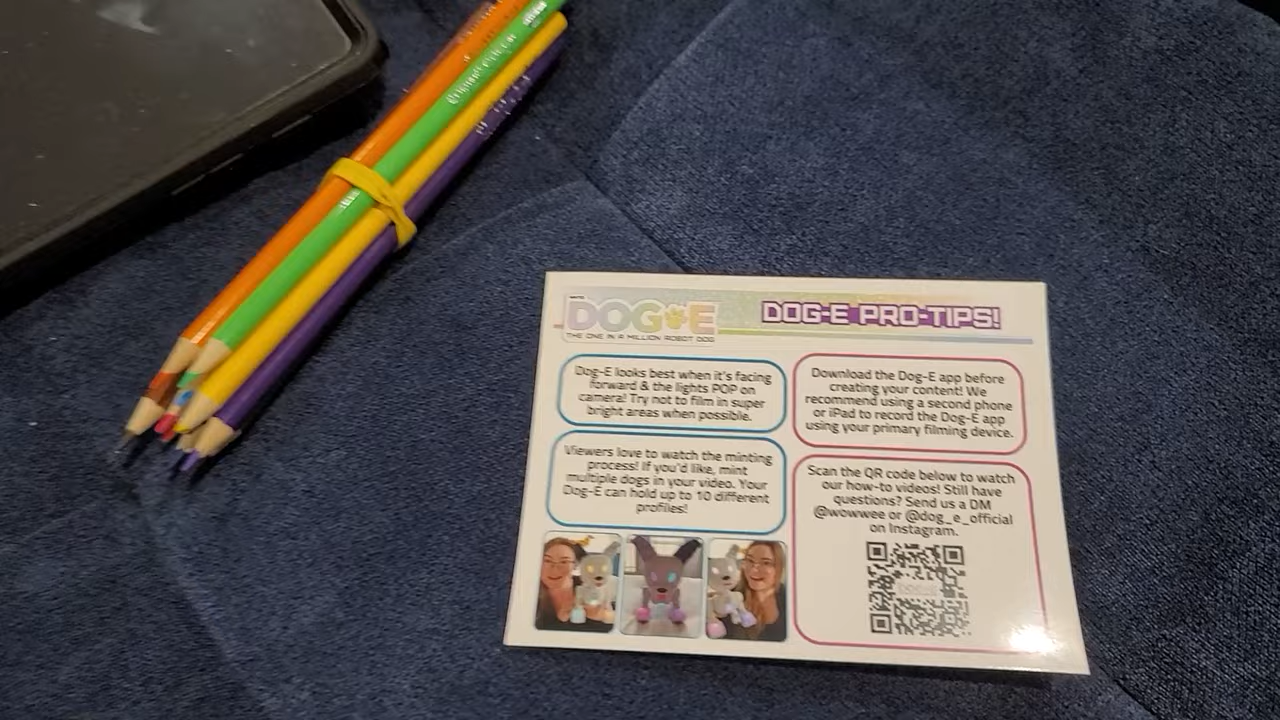 DOG-E
THE ONE IN A MILLION ROBOT DOG
DOG-E PRO-TIPS!
Dog-E looks best when it's facing
forward & the lights POP on
camera! Try not to film in super
bright areas when possible.
Viewers love to watch the minting
process! If you'd like, mint
multiple dogs in your video. Your
Dog-E can hold up to 10 different
profiles!
Download the Dog-E app before
creating your content! We
recommend using a second phone
or iPad to record the Dog-E app
using your primary filming device.
Scan the QR code below to watch
our how-to videos! Still have
questions? Send us a DM
@wowwee or @dog_e_official
on Instagram.